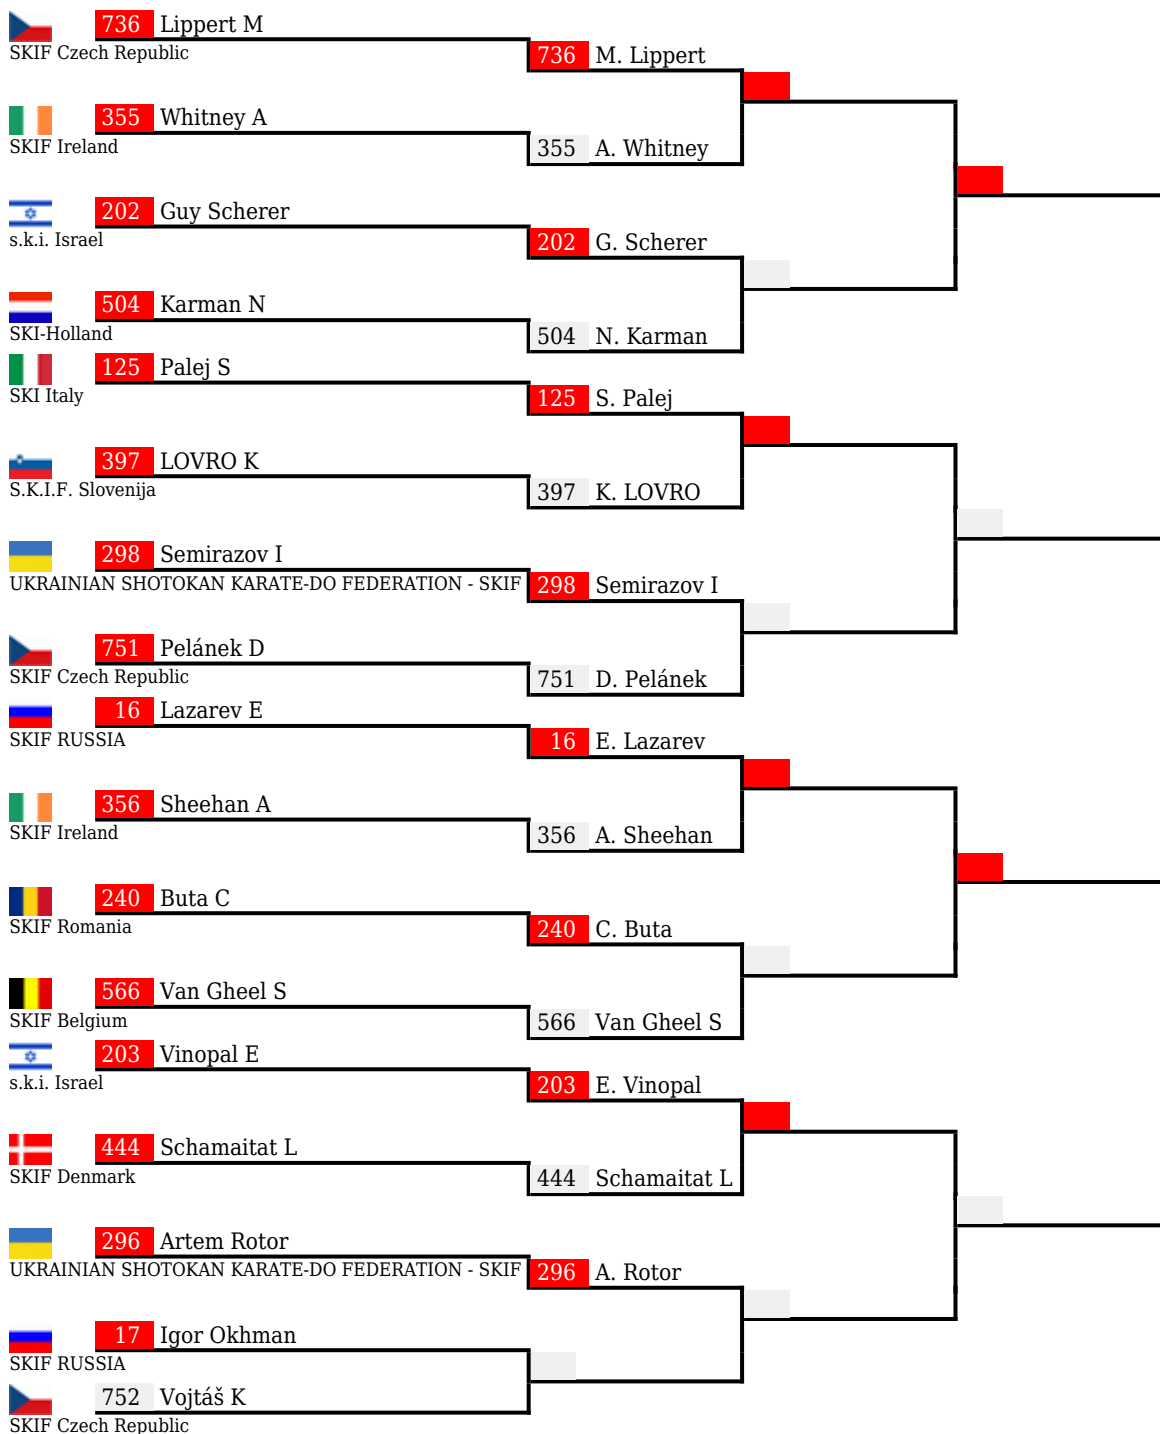 736 Lippert M
SKIF Czech Republic
736 M. Lippert
355 Whitney A
SKIF Ireland
355 A. Whitney
202 Guy Scherer
s.k.i. Israel
202 G. Scherer
504 Karman N
SKI-Holland
504 N. Karman
125 Palej S
SKI Italy
125 S. Palej
397 LOVRO K
S.K.I.F. Slovenija
397 K. LOVRO
298 Semirazov I
UKRAINIAN SHOTOKAN KARATE-DO FEDERATION - SKIF
298 Semirazov I
751 Pelánek D
SKIF Czech Republic
751 D. Pelánek
16 Lazarev E
SKIF RUSSIA
16 E. Lazarev
356 Sheehan A
SKIF Ireland
356 A. Sheehan
240 Buta C
SKIF Romania
240 C. Buta
566 Van Gheel S
SKIF Belgium
566 Van Gheel S
203 Vinopal E
s.k.i. Israel
203 E. Vinopal
444 Schamaitat L
SKIF Denmark
444 Schamaitat L
296 Artem Rotor
UKRAINIAN SHOTOKAN KARATE-DO FEDERATION - SKIF
296 A. Rotor
17 Igor Okhman
SKIF RUSSIA
752 Vojtáš K
SKIF Czech Republic